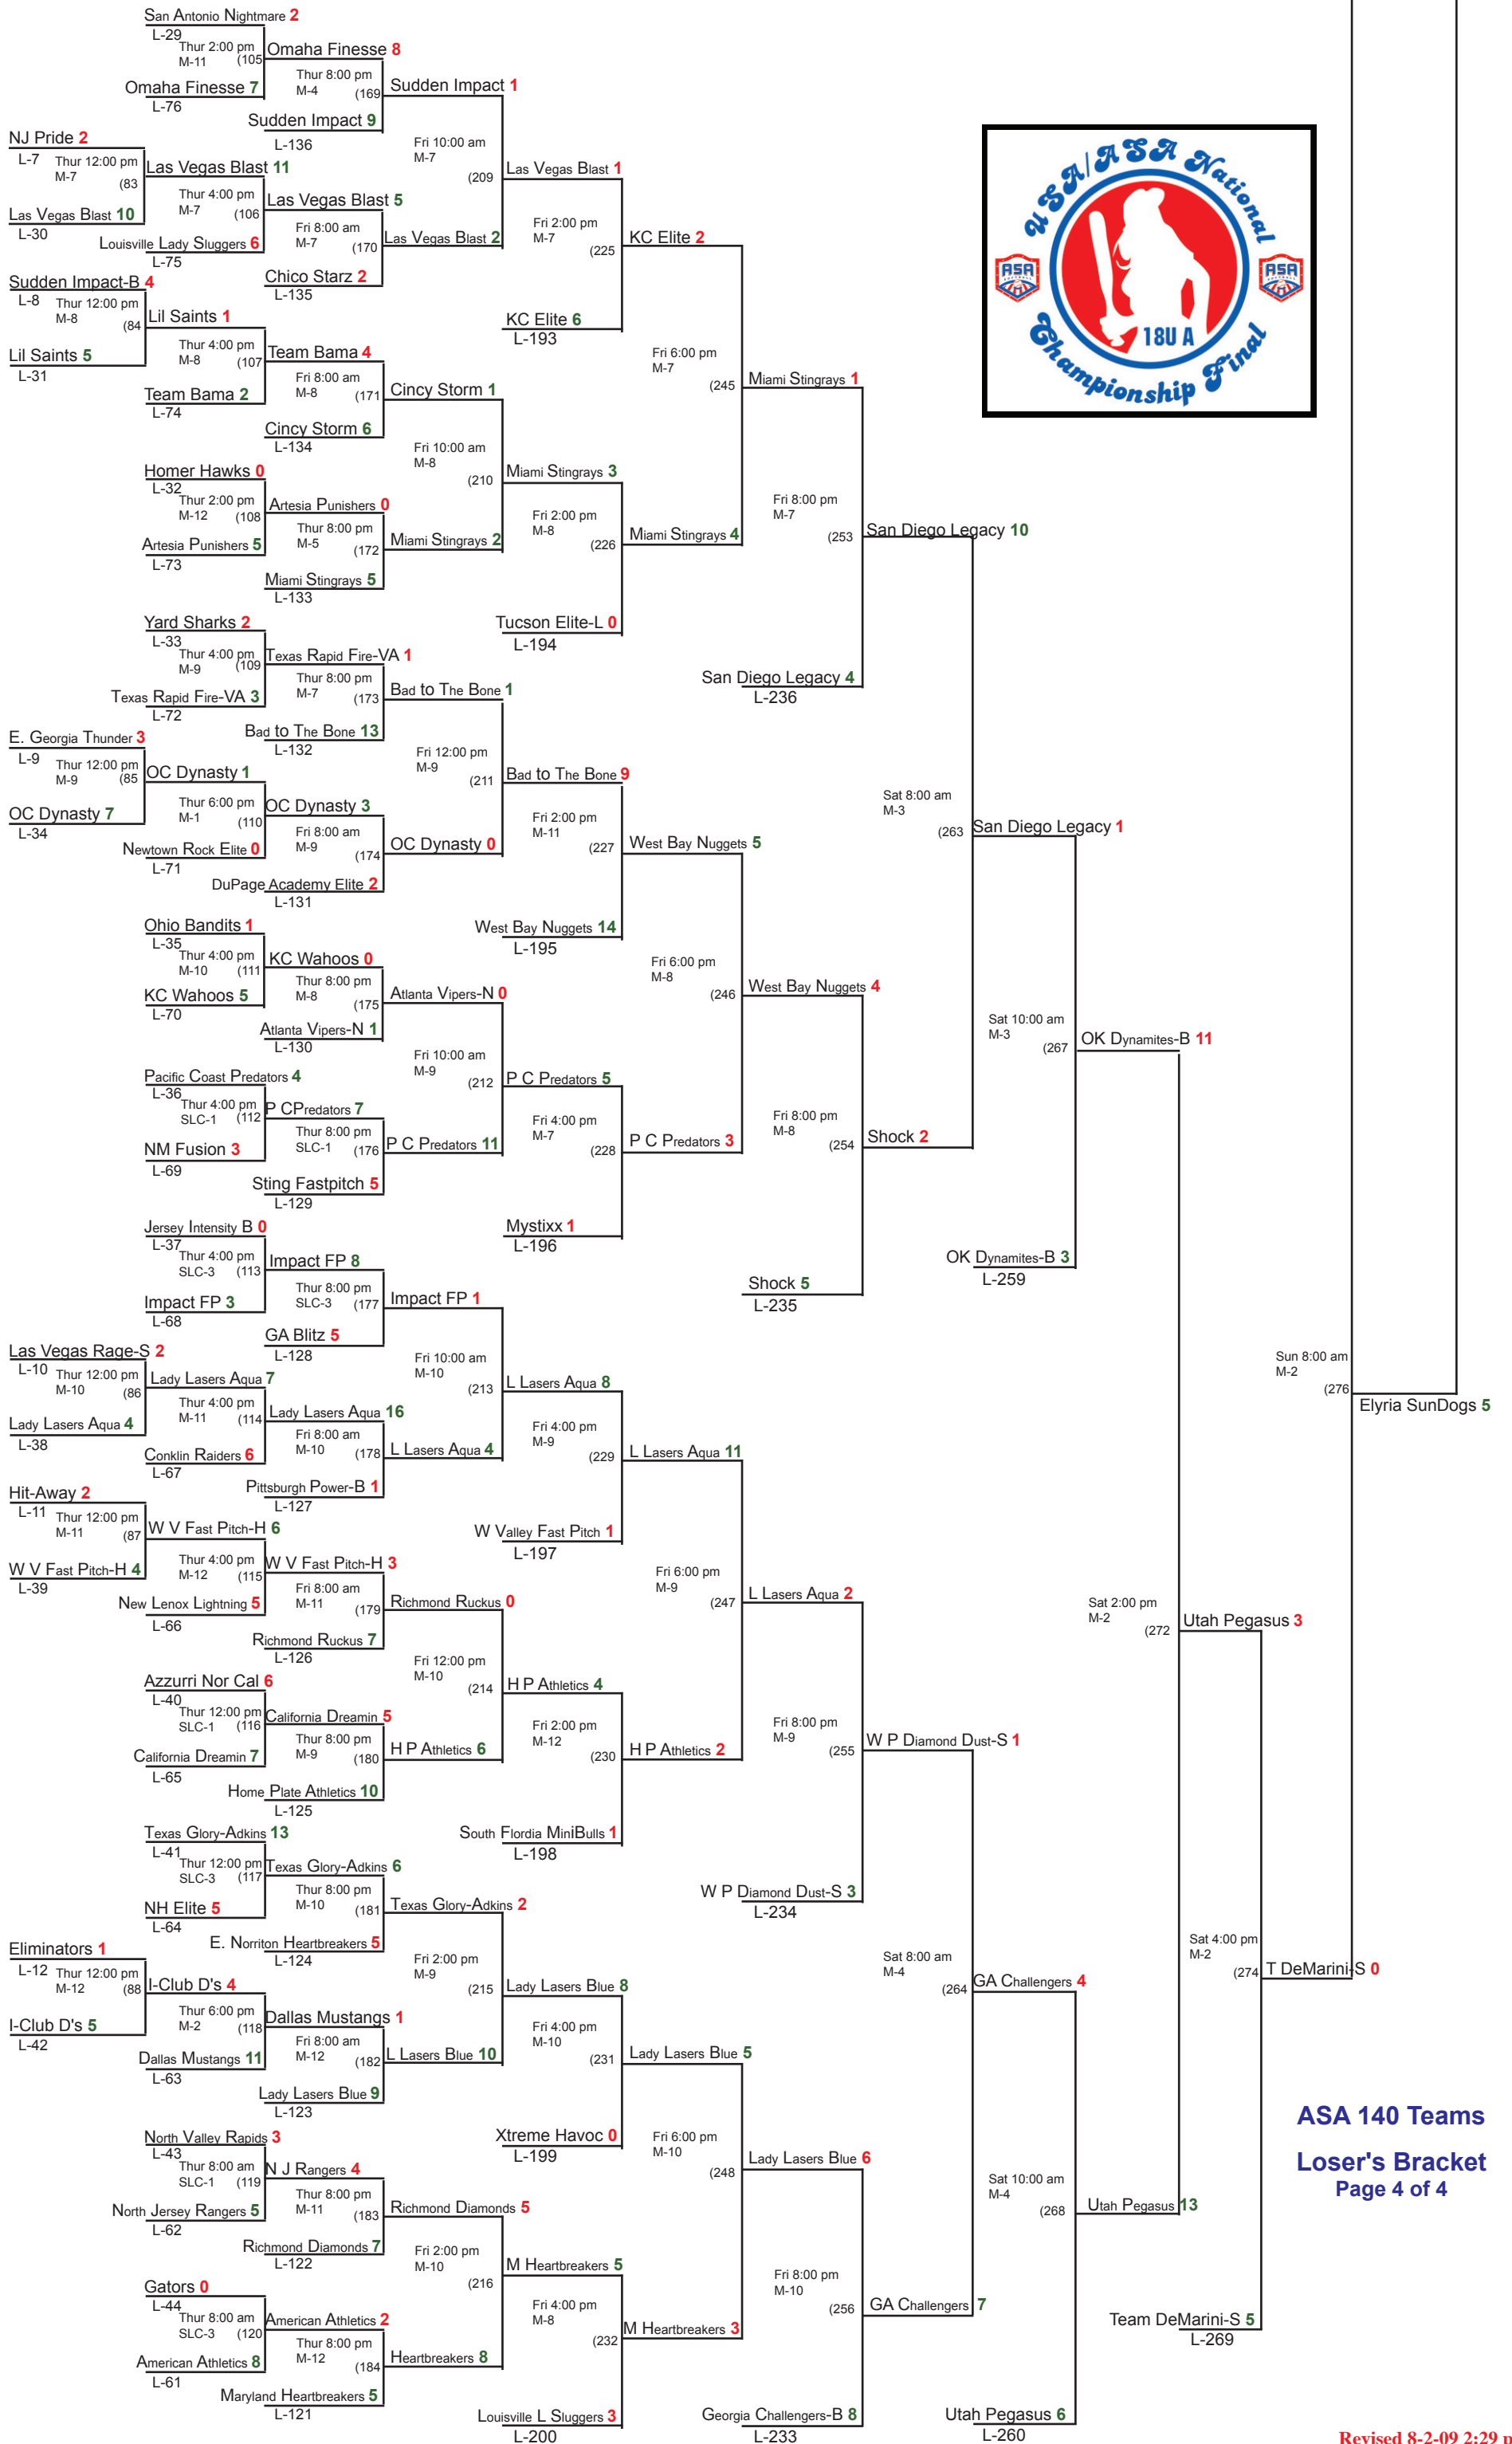 San Antonio Nightmare 2
L-29
Thur 2:00 pm
M-11 (105
Omaha Finesse 8
Omaha Finesse 7
L-76
Thur 8:00 pm
M-4 (169
Sudden Impact 1
Sudden Impact 9
L-136
NJ Pride 2
L-7 Thur 12:00 pm
M-7 (83
Las Vegas Blast 11
Las Vegas Blast 10
L-30
Thur 4:00 pm
M-7 (106
Las Vegas Blast 5
Louisville Lady Sluggers 6
L-75
Fri 8:00 am
M-7 (170
Las Vegas Blast 2
Chico Starz 2
L-135
Fri 10:00 am
M-7
(209
Las Vegas Blast 1
Fri 2:00 pm
M-7
(225
KC Elite 2
KC Elite 6
L-193
Sudden Impact-B 4
L-8 Thur 12:00 pm
M-8 (84
Lil Saints 1
Lil Saints 5
L-31
Thur 4:00 pm
M-8 (107
Team Bama 4
Team Bama 2
L-74
Fri 8:00 am
M-8 (171
Cincy Storm 1
Cincy Storm 6
L-134
Homer Hawks 0
L-32
Thur 2:00 pm
M-12 (108
Artesia Punishers 0
Artesia Punishers 5
L-73
Thur 8:00 pm
M-5 (172
Miami Stingrays 2
Miami Stingrays 5
L-133
Fri 10:00 am
M-8
(210
Miami Stingrays 3
Fri 2:00 pm
M-8
(226
Miami Stingrays 4
Tucson Elite-L 0
L-194
Fri 6:00 pm
M-7
(245
Miami Stingrays 1
Fri 8:00 pm
M-7
(253
San Diego Legacy 10
San Diego Legacy 4
L-236
Yard Sharks 2
L-33
Thur 4:00 pm
M-9 (109
Texas Rapid Fire-VA 1
Texas Rapid Fire-VA 3
L-72
Thur 8:00 pm
M-7 (173
Bad to The Bone 1
Bad to The Bone 13
L-132
E. Georgia Thunder 3
L-9 Thur 12:00 pm
M-9 (85
OC Dynasty 1
OC Dynasty 7
L-34
Thur 6:00 pm
M-1 (110
OC Dynasty 3
Newtown Rock Elite 0
L-71
Fri 8:00 am
M-9 (174
OC Dynasty 0
DuPage Academy Elite 2
L-131
Fri 12:00 pm
M-9
(211
Bad to The Bone 9
Fri 2:00 pm
M-11
(227
West Bay Nuggets 5
West Bay Nuggets 14
L-195
Ohio Bandits 1
L-35
Thur 4:00 pm
M-10 (111
KC Wahoos 0
KC Wahoos 5
L-70
Thur 8:00 pm
M-8 (175
Atlanta Vipers-N 0
Atlanta Vipers-N 1
L-130
Pacific Coast Predators 4
L-36
Thur 4:00 pm
SLC-1 (112
P CPredators 7
NM Fusion 3
L-69
Thur 8:00 pm
SLC-1 (176
P C Predators 11
Sting Fastpitch 5
L-129
Fri 10:00 am
M-9
(212
P C Predators 5
Fri 4:00 pm
M-7
(228
P C Predators 3
Mystixx 1
L-196
Fri 6:00 pm
M-8
(246
West Bay Nuggets 4
Fri 8:00 pm
M-8
(254
Shock 2
Shock 5
L-235
Sat 8:00 am
M-3
(263
San Diego Legacy 1
Sat 10:00 am
M-3
(267
OK Dynamites-B 11
OK Dynamites-B 3
L-259
Jersey Intensity B 0
L-37
Thur 4:00 pm
SLC-3 (113
Impact FP 8
Impact FP 3
L-68
Thur 8:00 pm
SLC-3 (177
Impact FP 1
GA Blitz 5
L-128
Las Vegas Rage-S 2
L-10 Thur 12:00 pm
M-10 (86
Lady Lasers Aqua 7
Lady Lasers Aqua 4
L-38
Thur 4:00 pm
M-11 (114
Lady Lasers Aqua 16
Conklin Raiders 6
L-67
Fri 8:00 am
M-10 (178
L Lasers Aqua 4
Pittsburgh Power-B 1
L-127
Fri 10:00 am
M-10
(213
L Lasers Aqua 8
Fri 4:00 pm
M-9
(229
L Lasers Aqua 11
W Valley Fast Pitch 1
L-197
Hit-Away 2
L-11 Thur 12:00 pm
M-11 (87
W V Fast Pitch-H 6
W V Fast Pitch-H 4
L-39
Thur 4:00 pm
M-12 (115
W V Fast Pitch-H 3
New Lenox Lightning 5
L-66
Fri 8:00 am
M-11 (179
Richmond Ruckus 0
Richmond Ruckus 7
L-126
Azzurri Nor Cal 6
L-40
Thur 12:00 pm
SLC-1 (116
California Dreamin 5
California Dreamin 7
L-65
Thur 8:00 pm
M-9 (180
H P Athletics 6
Home Plate Athletics 10
L-125
Fri 12:00 pm
M-10
(214
H P Athletics 4
Fri 2:00 pm
M-12
(230
H P Athletics 2
South Flordia MiniBulls 1
L-198
Fri 6:00 pm
M-9
(247
L Lasers Aqua 2
Fri 8:00 pm
M-9
(255
W P Diamond Dust-S 1
W P Diamond Dust-S 3
L-234
Texas Glory-Adkins 13
L-41
Thur 12:00 pm
SLC-3 (117
Texas Glory-Adkins 6
NH Elite 5
L-64
Thur 8:00 pm
M-10 (181
Texas Glory-Adkins 2
E. Norriton Heartbreakers 5
L-124
Eliminators 1
L-12 Thur 12:00 pm
M-12 (88
I-Club D's 4
I-Club D's 5
L-42
Thur 6:00 pm
M-2 (118
Dallas Mustangs 1
Dallas Mustangs 11
L-63
Fri 8:00 am
M-12 (182
L Lasers Blue 10
Lady Lasers Blue 9
L-123
Fri 2:00 pm
M-9
(215
Lady Lasers Blue 8
Fri 4:00 pm
M-10
(231
Lady Lasers Blue 5
Xtreme Havoc 0
L-199
North Valley Rapids 3
L-43
Thur 8:00 am
SLC-1 (119
N J Rangers 4
North Jersey Rangers 5
L-62
Thur 8:00 pm
M-11 (183
Richmond Diamonds 5
Richmond Diamonds 7
L-122
Gators 0
L-44
Thur 8:00 am
SLC-3 (120
American Athletics 2
American Athletics 8
L-61
Thur 8:00 pm
M-12 (184
Heartbreakers 8
Maryland Heartbreakers 5
L-121
Fri 2:00 pm
M-10
(216
M Heartbreakers 5
Fri 4:00 pm
M-8
(232
M Heartbreakers 3
Louisville L Sluggers 3
L-200
Fri 6:00 pm
M-10
(248
Lady Lasers Blue 6
Fri 8:00 pm
M-10
(256
GA Challengers 7
Georgia Challengers-B 8
L-233
Sat 8:00 am
M-4
(264
GA Challengers 4
Sat 10:00 am
M-4
(268
Utah Pegasus 13
Utah Pegasus 6
L-260
Sat 2:00 pm
M-2
(272
Utah Pegasus 3
Sat 4:00 pm
M-2
(274
T DeMarini-S 0
Team DeMarini-S 5
L-269
Sun 8:00 am
M-2
(276
Elyria SunDogs 5
USA/ASA National
ASA
ASA
18U A
Championship Final
ASA 140 Teams
Loser's Bracket
Page 4 of 4
Revised 8-2-09 2:29 p